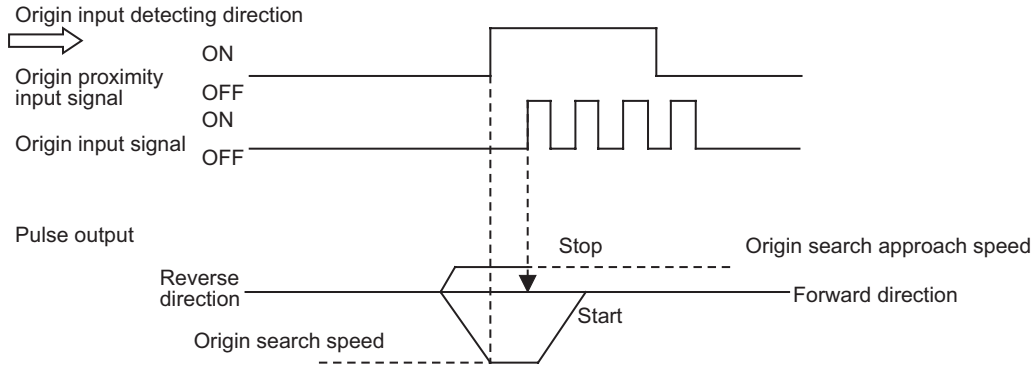 Origin input detecting direction
ON
Origin proximity
input signal
OFF
ON
Origin input signal
OFF
Pulse output
Stop
Origin search approach speed
Reverse
direction
Forward direction
Start
Origin search speed